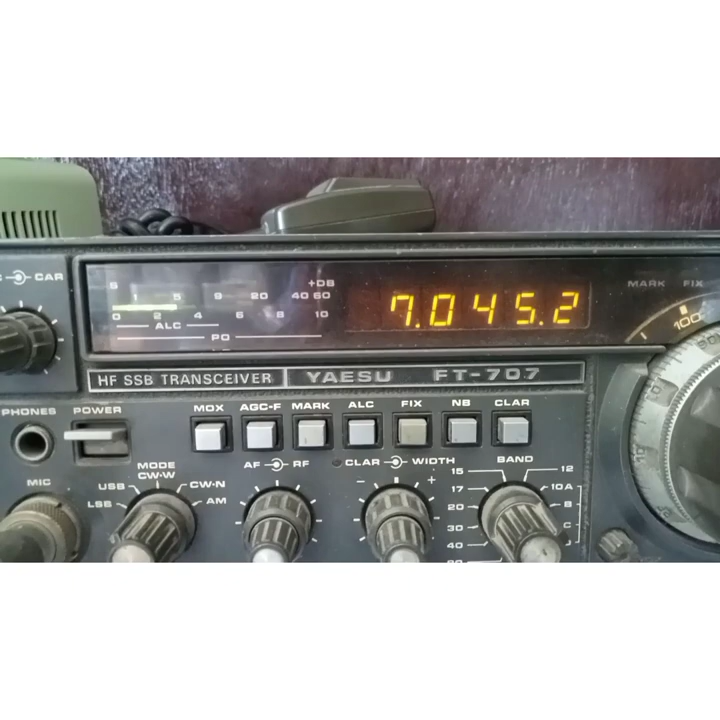 CAR
S
+DB
1 5 9 20 40 60
0 2 4 6 8 10
ALC
PO
7.045.2
MARK FIX
100
HF SSB TRANSCEIVER YAESU FT-707
PHONES POWER
MOX AGC-F MARK ALC FIX NB CLAR
MIC
MODE
CW-W
USB CW-N
LSB AM
AF RF
CLAR WIDTH
- +
BAND
15 12
17 10A
20 B
30 C
40